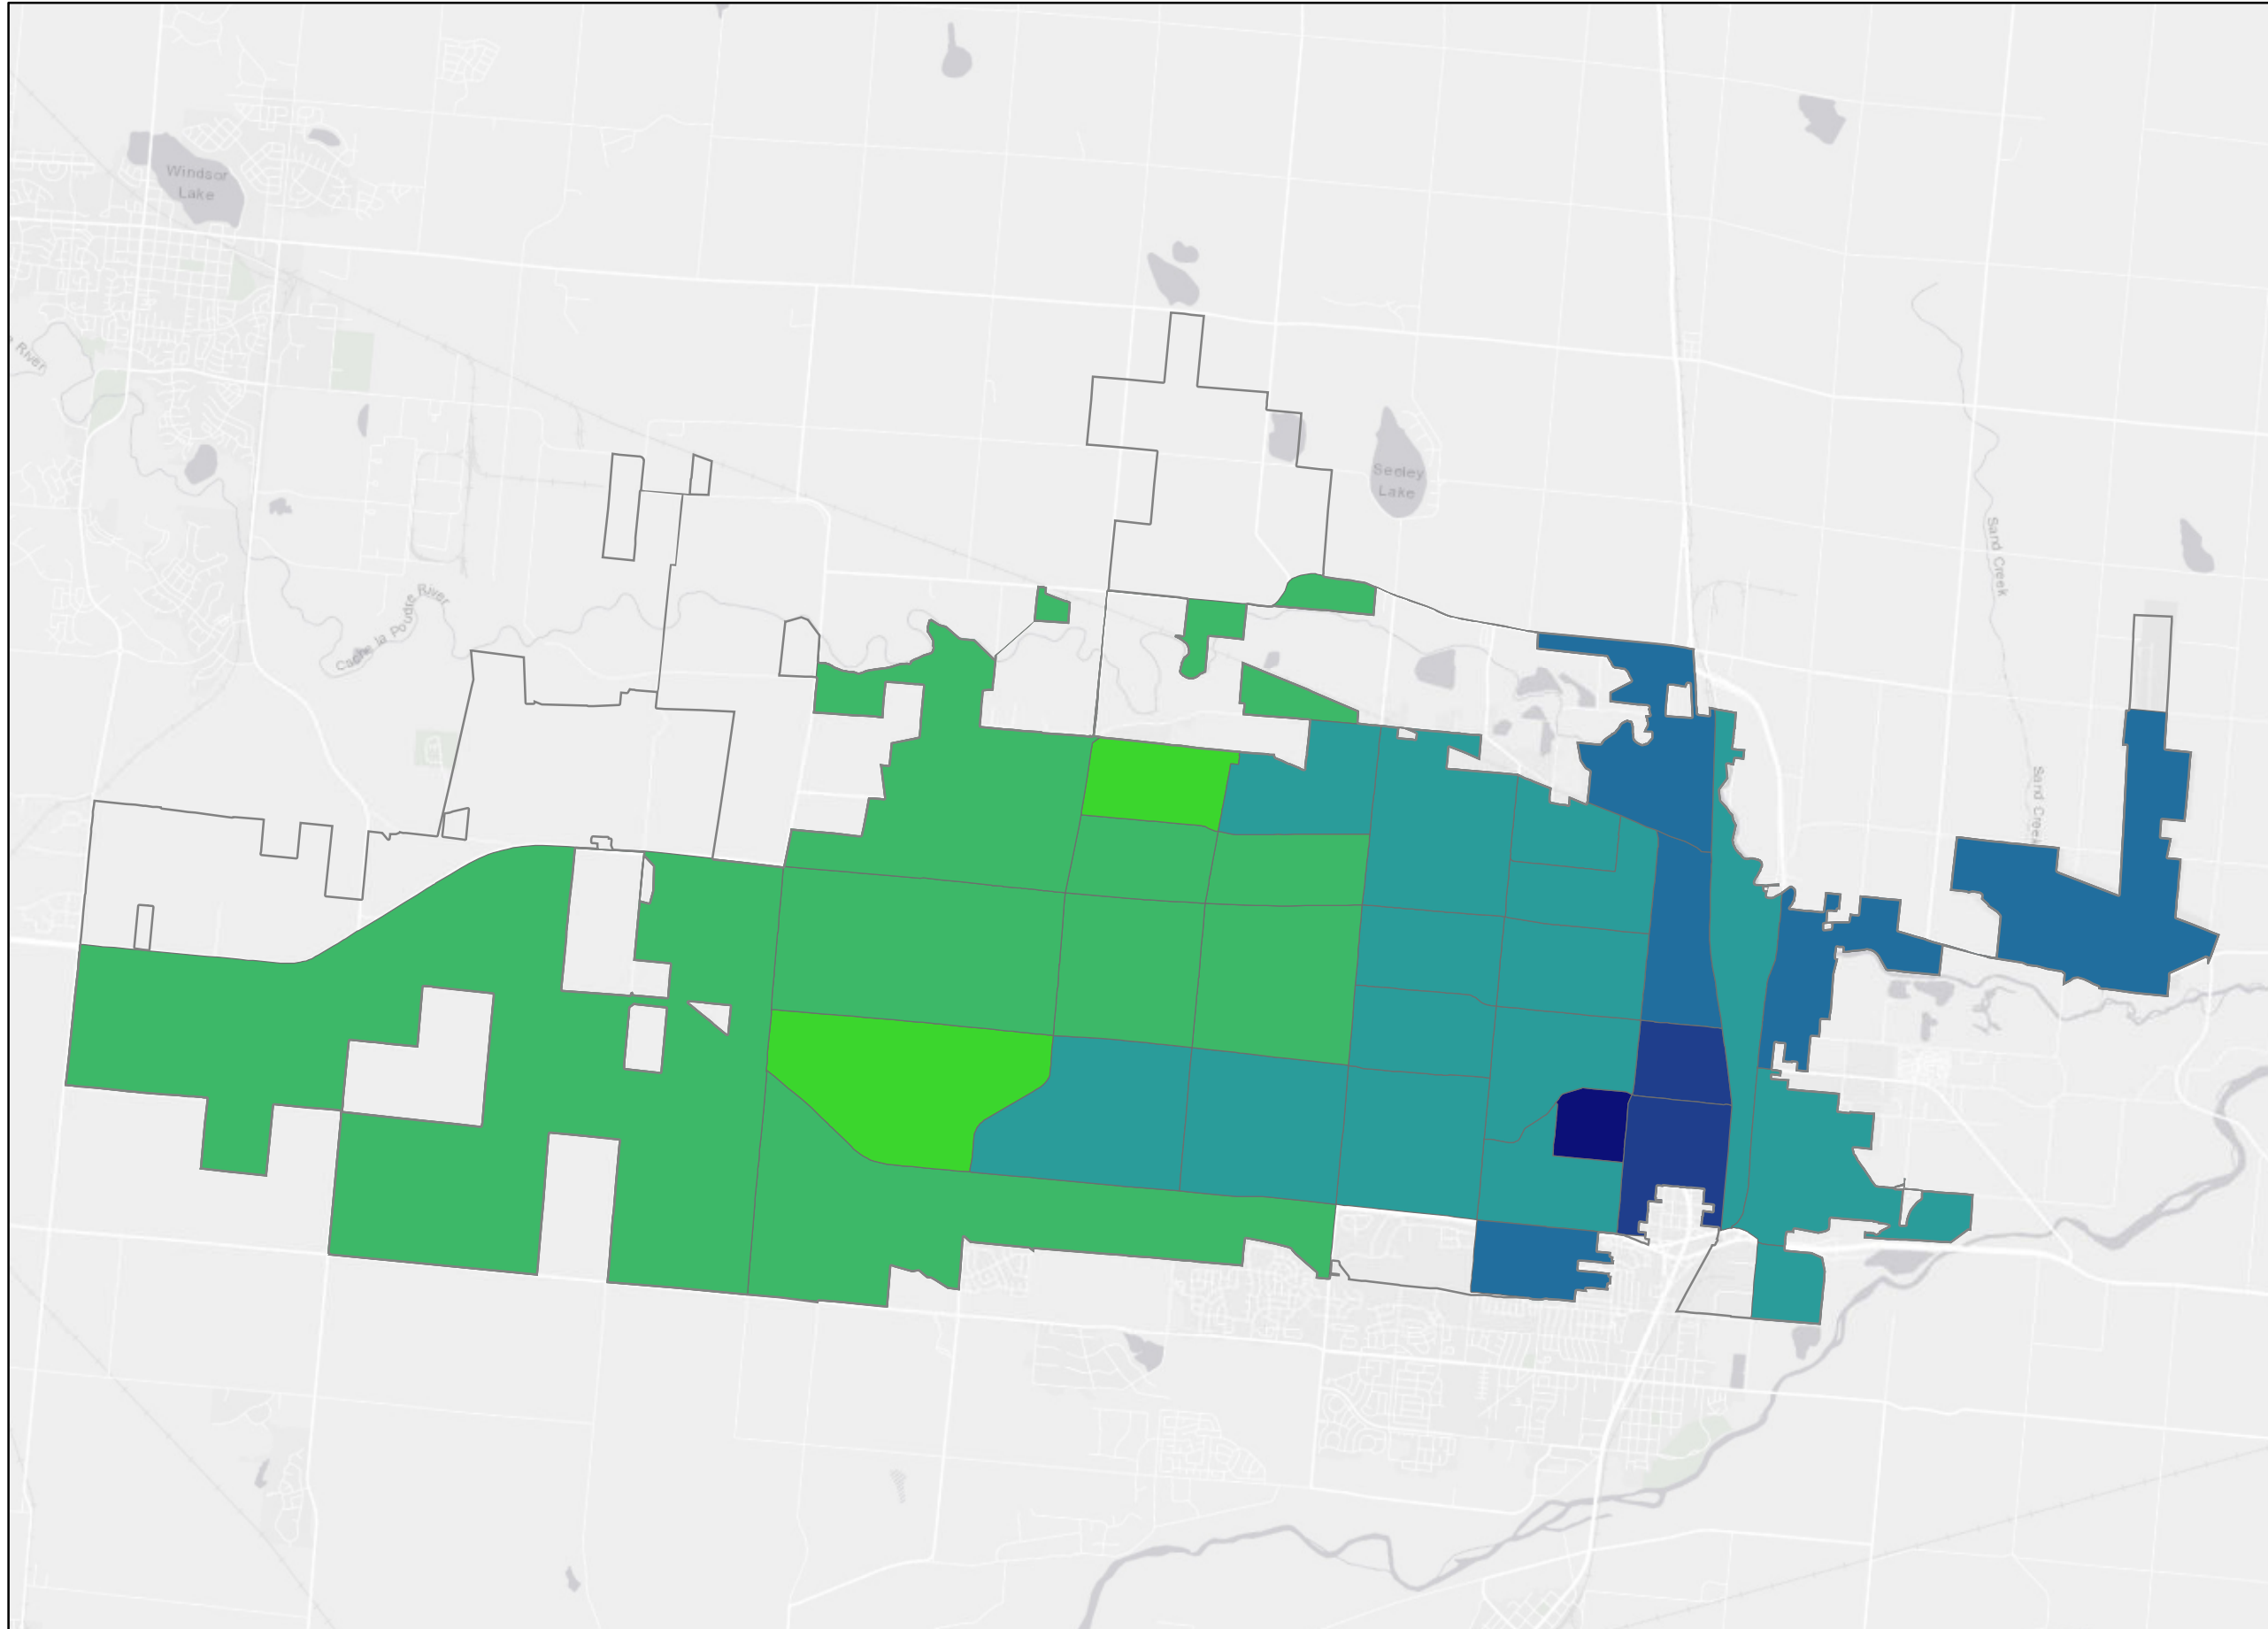 Windsor
Lake
River
Seeley
Lake
Sand Creek
Cache la Poudre River
Sand Creek